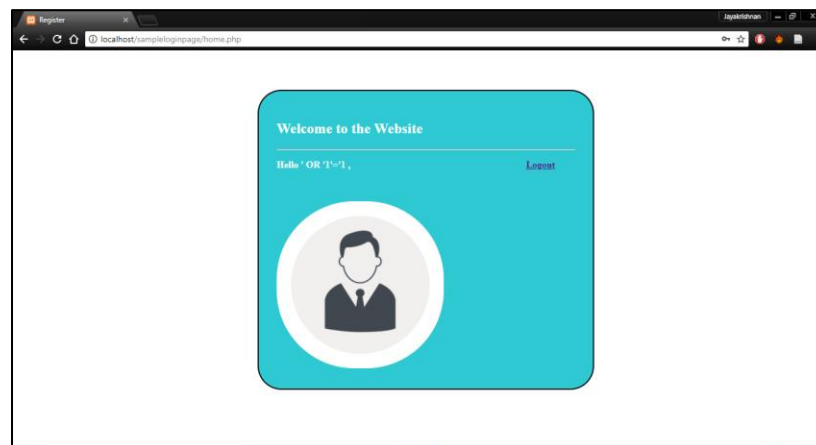 Register
Jayakrishnan
localhost/sampleloginpage/home.php
Welcome to the Website
Hello ' OR '1'='1 ,
Logout